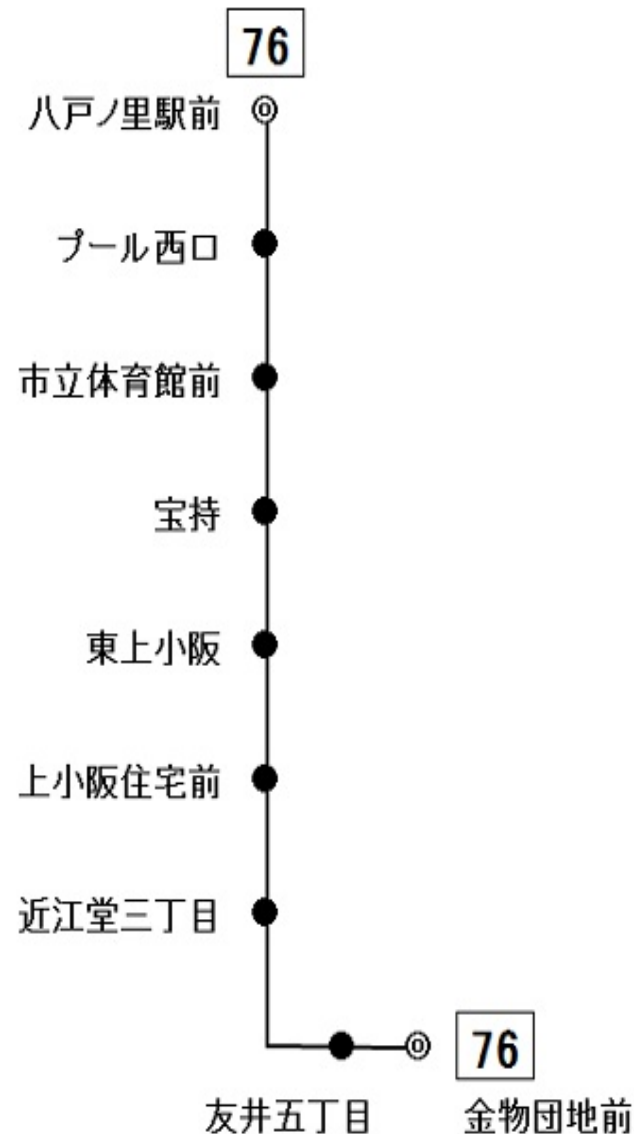 76
八戸ノ里駅前
プール西口
市立体育館前
宝持
東上小阪
上小阪住宅前
近江堂三丁目
76
友井五丁目 金物団地前